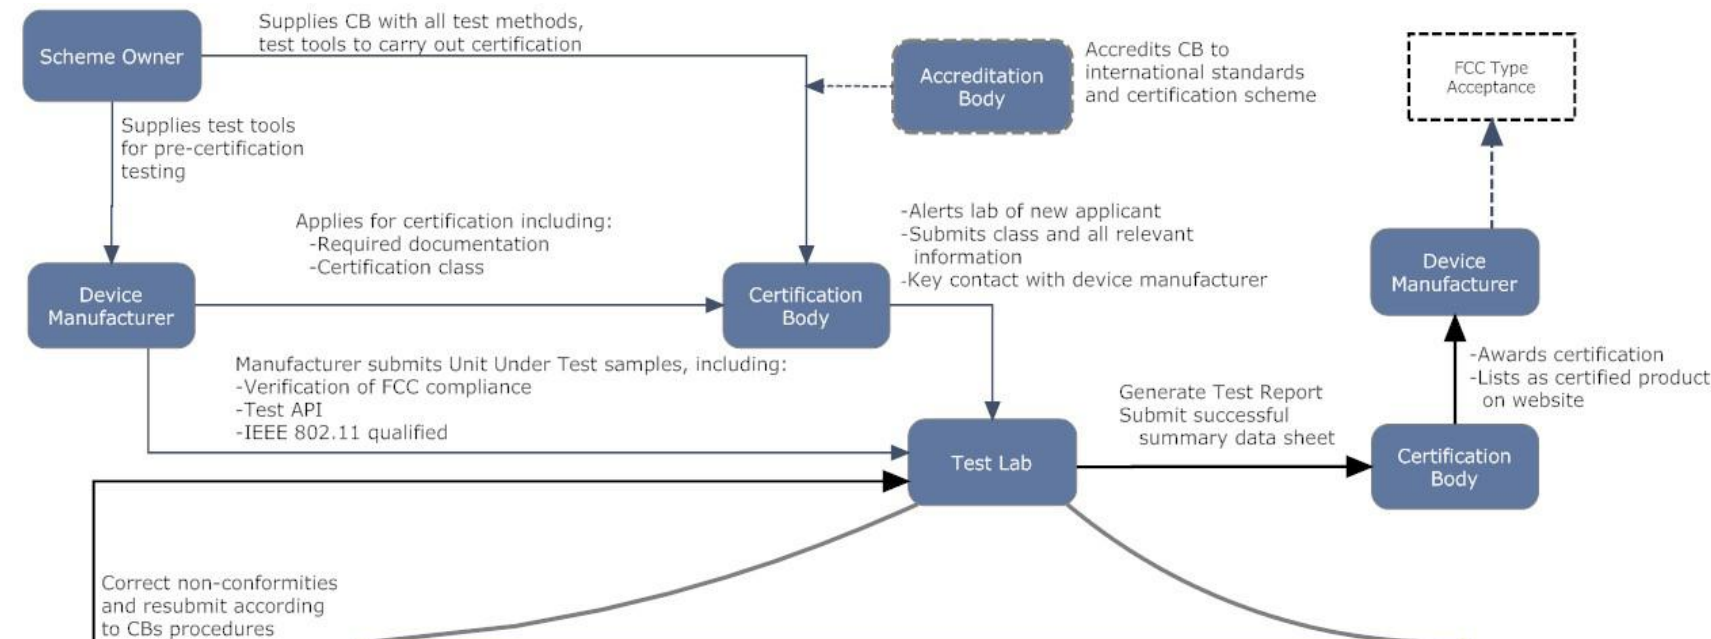 Supplies CB with all test methods,
test tools to carry out certification
Scheme Owner
Accreditation
Body
Accredits CB to
international standards
and certification scheme
FCC Type
Acceptance
Supplies test tools
for pre-certification
testing
Applies for certification including:
-Required documentation
-Certification class
-Alerts lab of new applicant
-Submits class and all relevant
information
-Key contact with device manufacturer
Device
Manufacturer
Certification
Body
Device
Manufacturer
Manufacturer submits Unit Under Test samples, including:
-Verification of FCC compliance
-Test API
-IEEE 802.11 qualified
-Awards certification
-Lists as certified product
on website
Generate Test Report
Submit successful
summary data sheet
Test Lab
Certification
Body
Correct non-conformities
and resubmit according
to CBs procedures